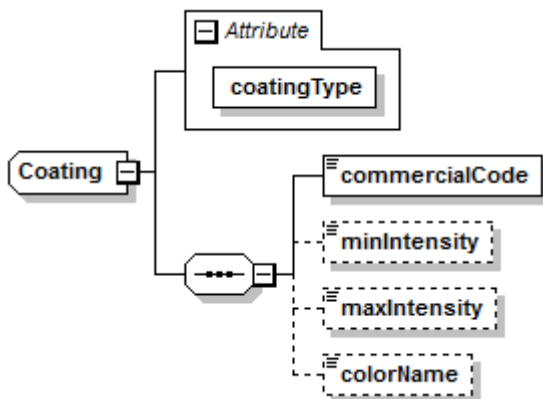 Attribute
coatingType
Coating
commercialCode
minIntensity
maxIntensity
colorName